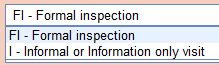 FI - Formal inspection
FI - Formal inspection
I - Informal or Information only visit